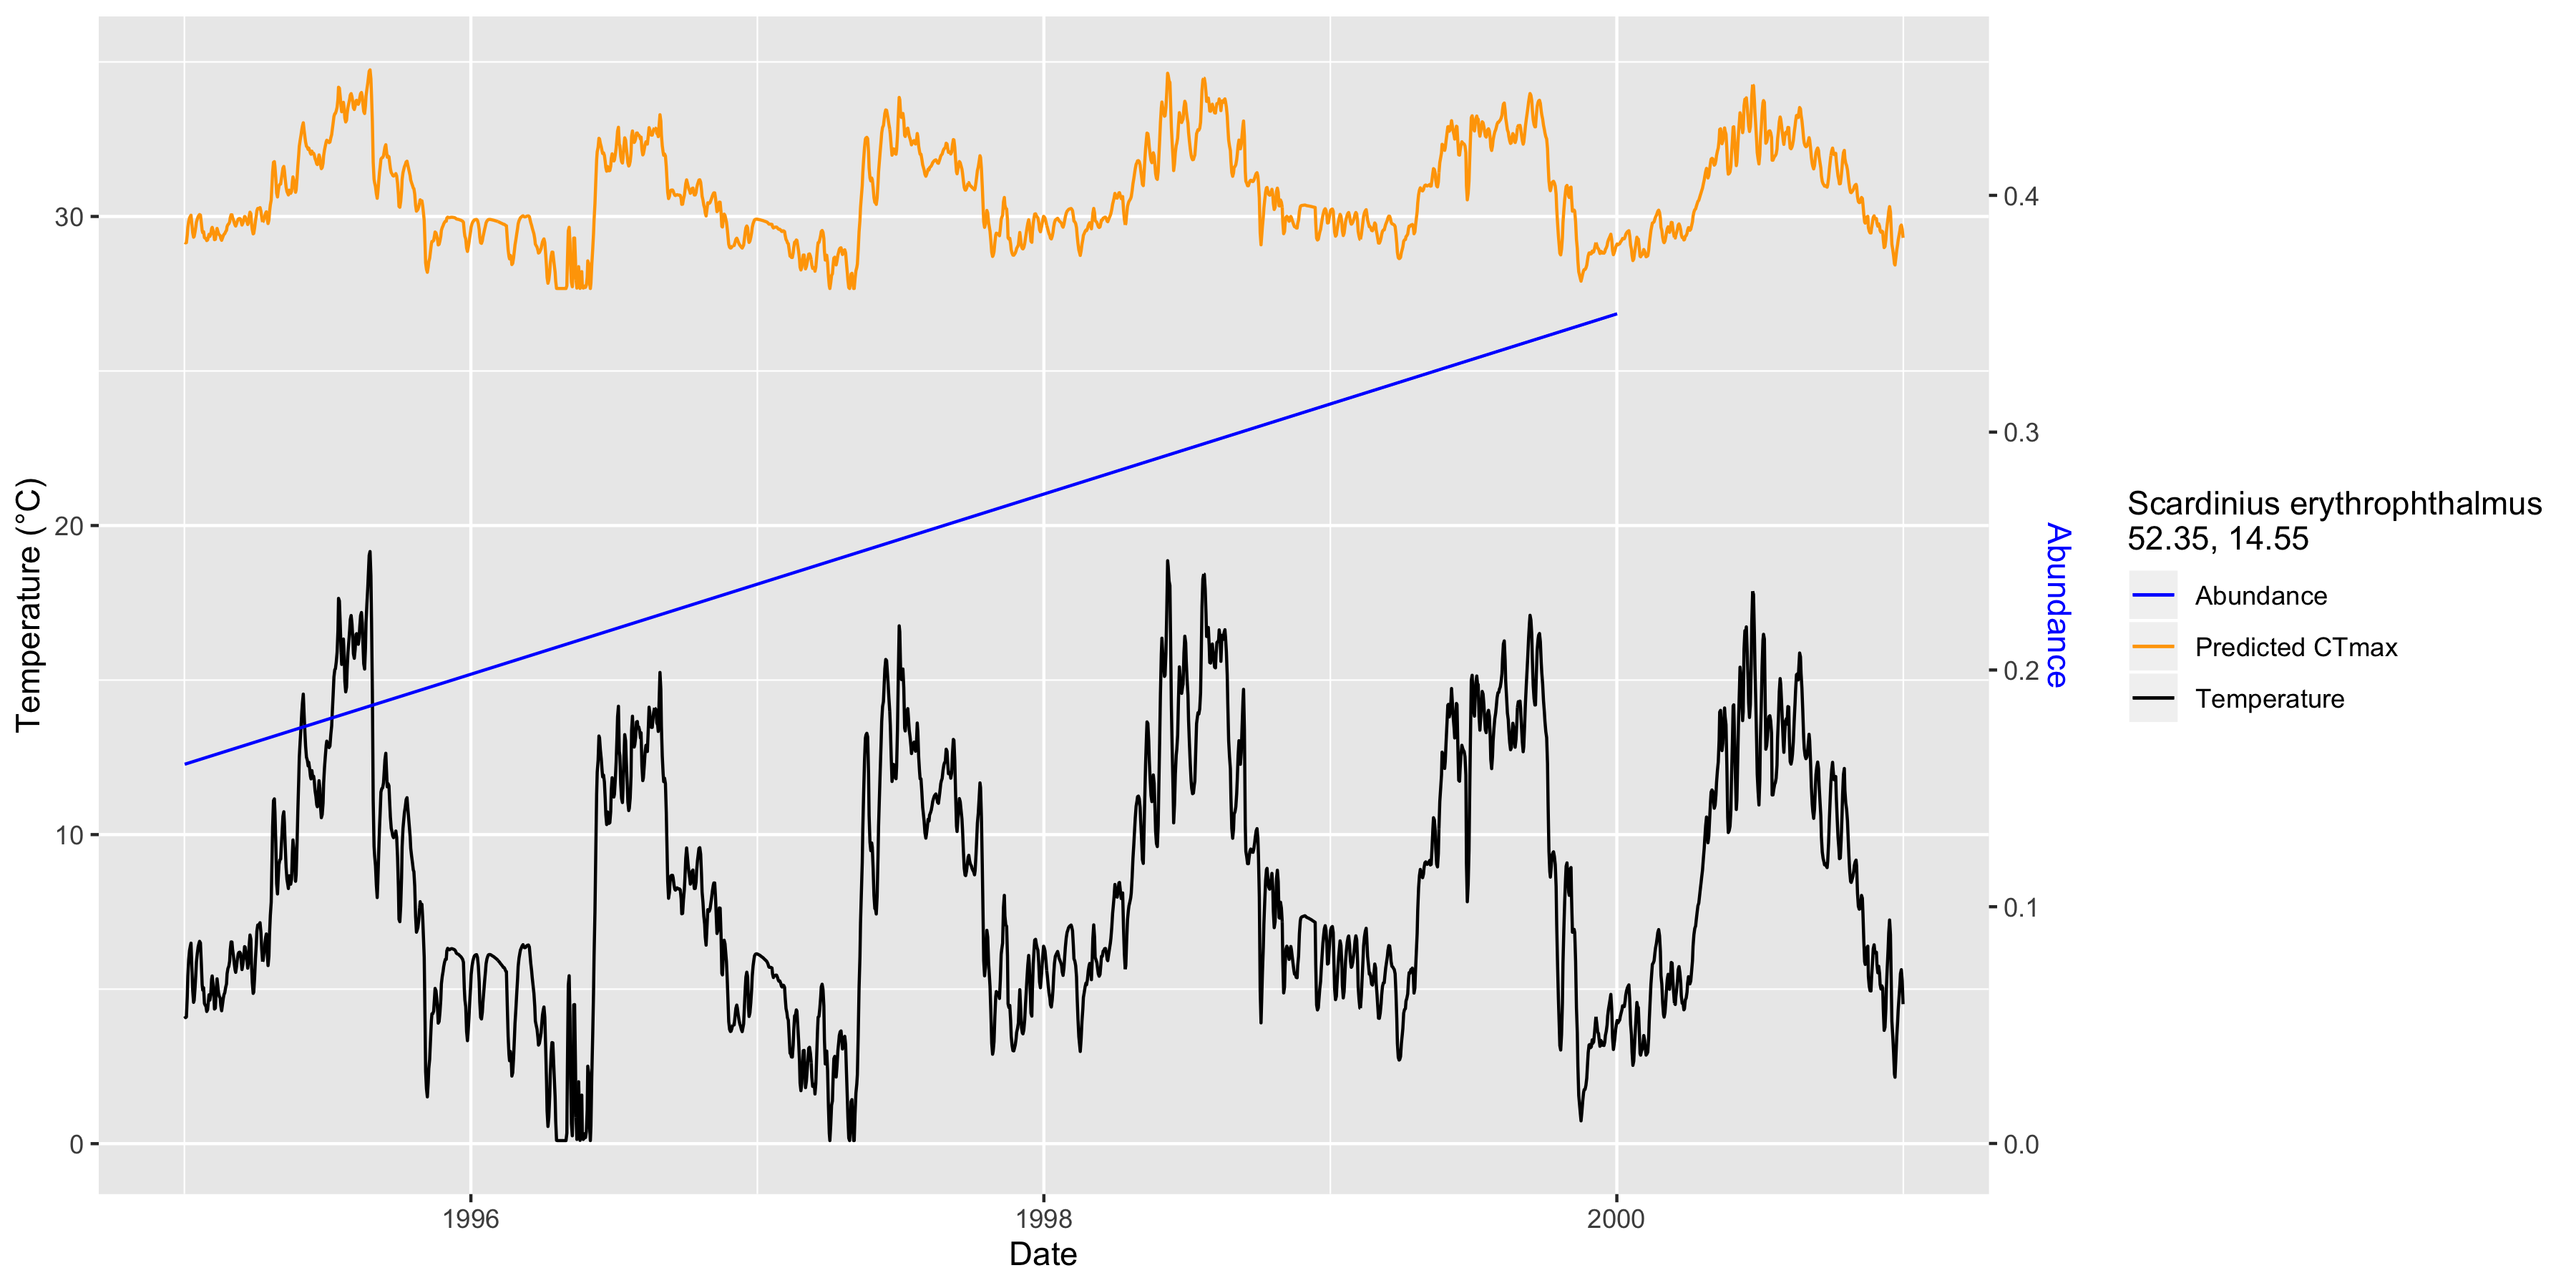 Temperature (°C)
30
20
10
0
1996
1998
2000
Date
0.4
0.3
0.2
0.1
0.0
Abundance
Scardinius erythrophthalmus
52.35, 14.55
Abundance
Predicted CTmax
Temperature